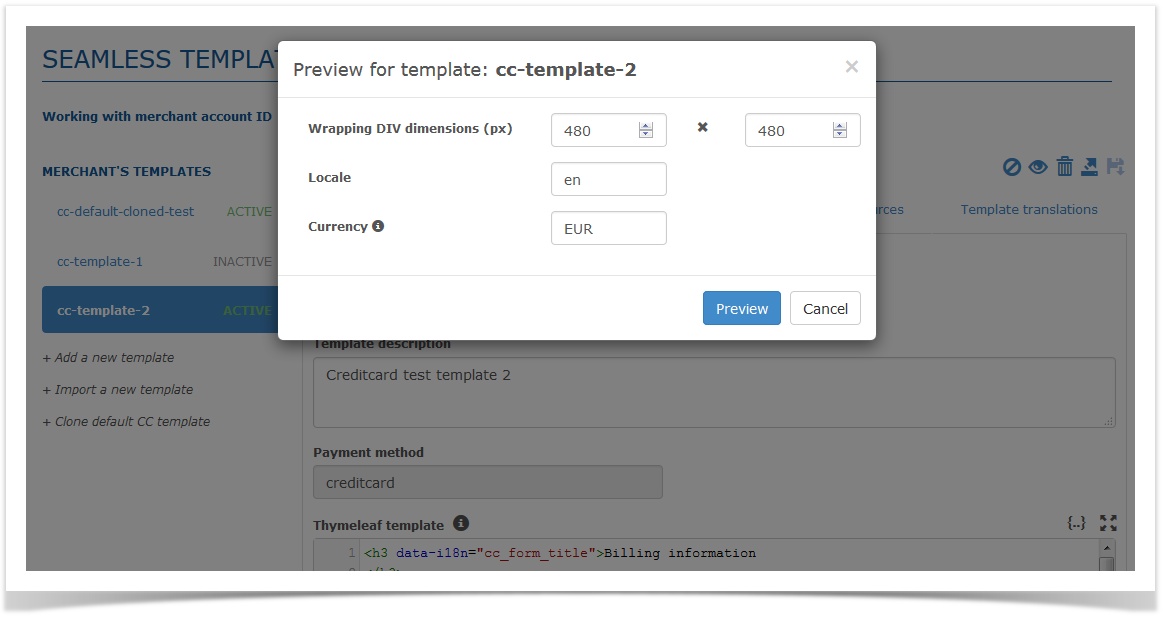 SEAMLESS TEMPLAT
Preview for template: cc-template-2
Working with merchant account ID
Wrapping DIV dimensions (px) 480 480
MERCHANT'S TEMPLATES
Locale en
cc-default-cloned-test ACTIVE
rces Template translations
Currency EUR
cc-template-1 INACTIVE
cc-template-2 ACTIVE
Preview Cancel
Template description
+ Add a new template
Creditcard test template 2
+ Import a new template
+ Clone default CC template
Payment method
creditcard
Thymeleaf template {..}
1 <h3 data-i18n="cc_form_title">Billing information